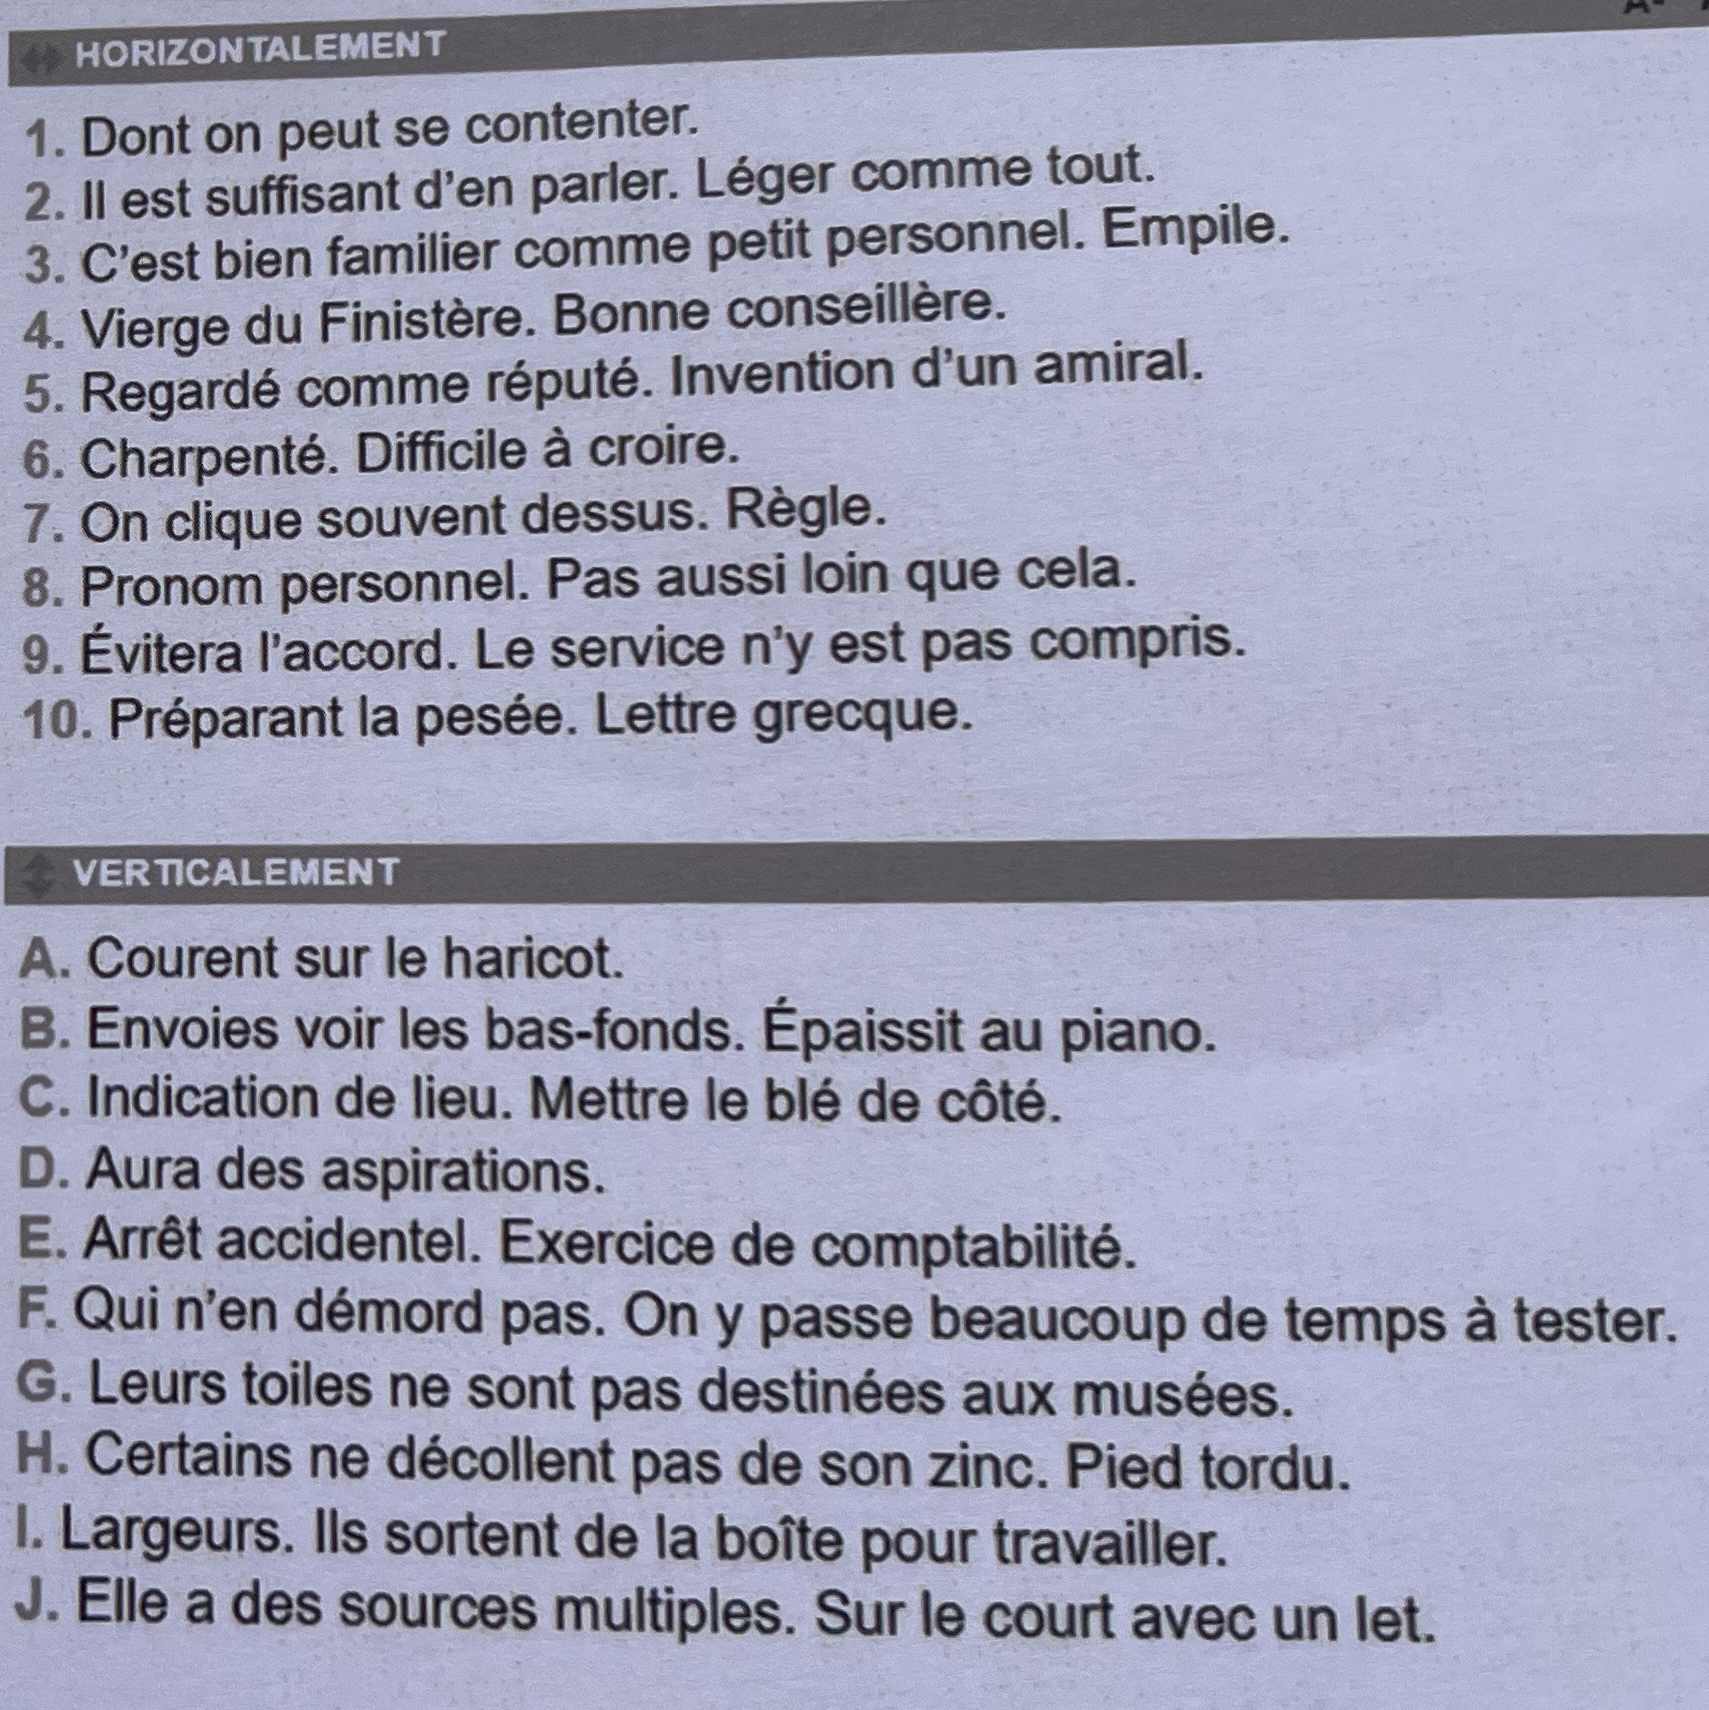 HORIZONTALEMENT
1. Dont on peut se contenter.
2. Il est suffisant d'en parler. Léger comme tout.
3. C'est bien familier comme petit personnel. Empile.
4. Vierge du Finistère. Bonne conseillère.
5. Regardé comme réputé. Invention d'un amiral.
6. Charpenté. Difficile à croire.
7. On clique souvent dessus. Règle.
8. Pronom personnel. Pas aussi loin que cela.
9. Évitera l'accord. Le service n'y est pas compris.
10. Préparant la pesée. Lettre grecque.
VERTICALEMENT
A. Courent sur le haricot.
B. Envoies voir les bas-fonds. Épaissit au piano.
C. Indication de lieu. Mettre le blé de côté.
D. Aura des aspirations.
E. Arrêt accidentel. Exercice de comptabilité.
F. Qui n'en démord pas. On y passe beaucoup de temps à tester.
G. Leurs toiles ne sont pas destinées aux musées.
H. Certains ne décollent pas de son zinc. Pied tordu.
I. Largeurs. Ils sortent de la boîte pour travailler.
J. Elle a des sources multiples. Sur le court avec un let.